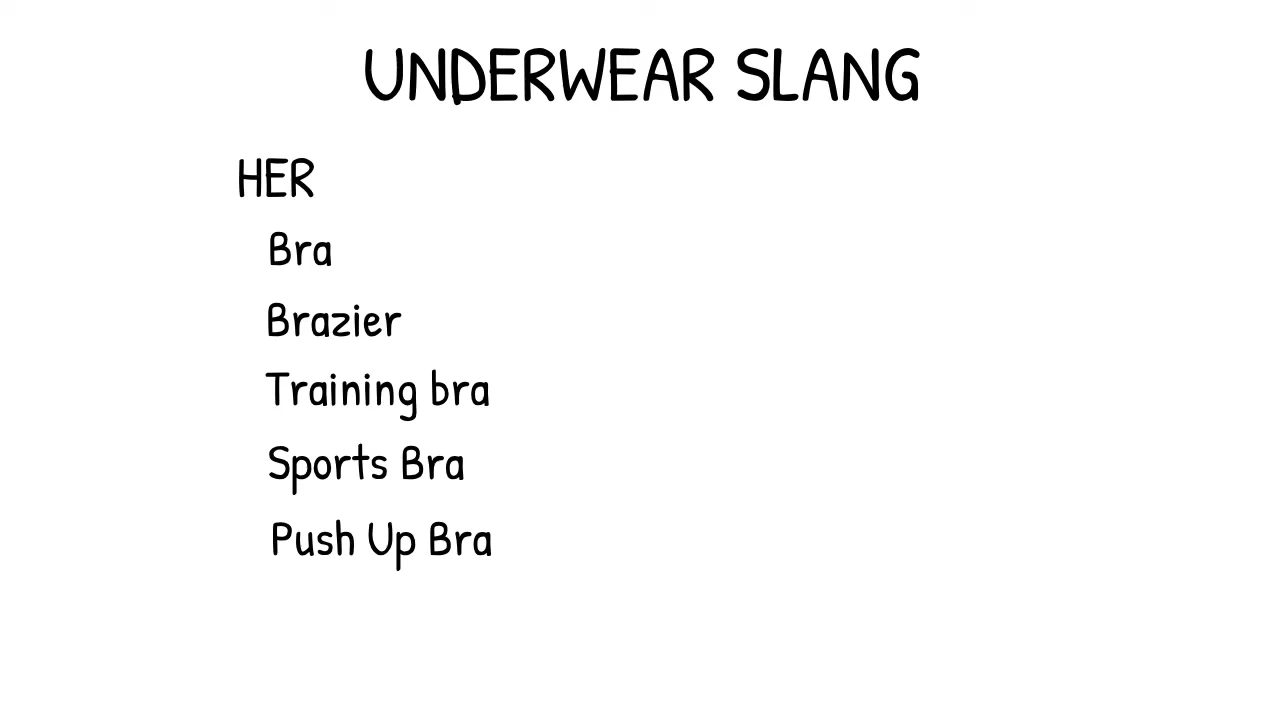 UNDERWEAR SLANG
HER
Bra
Brazier
Training bra
Sports Bra
Push Up Bra